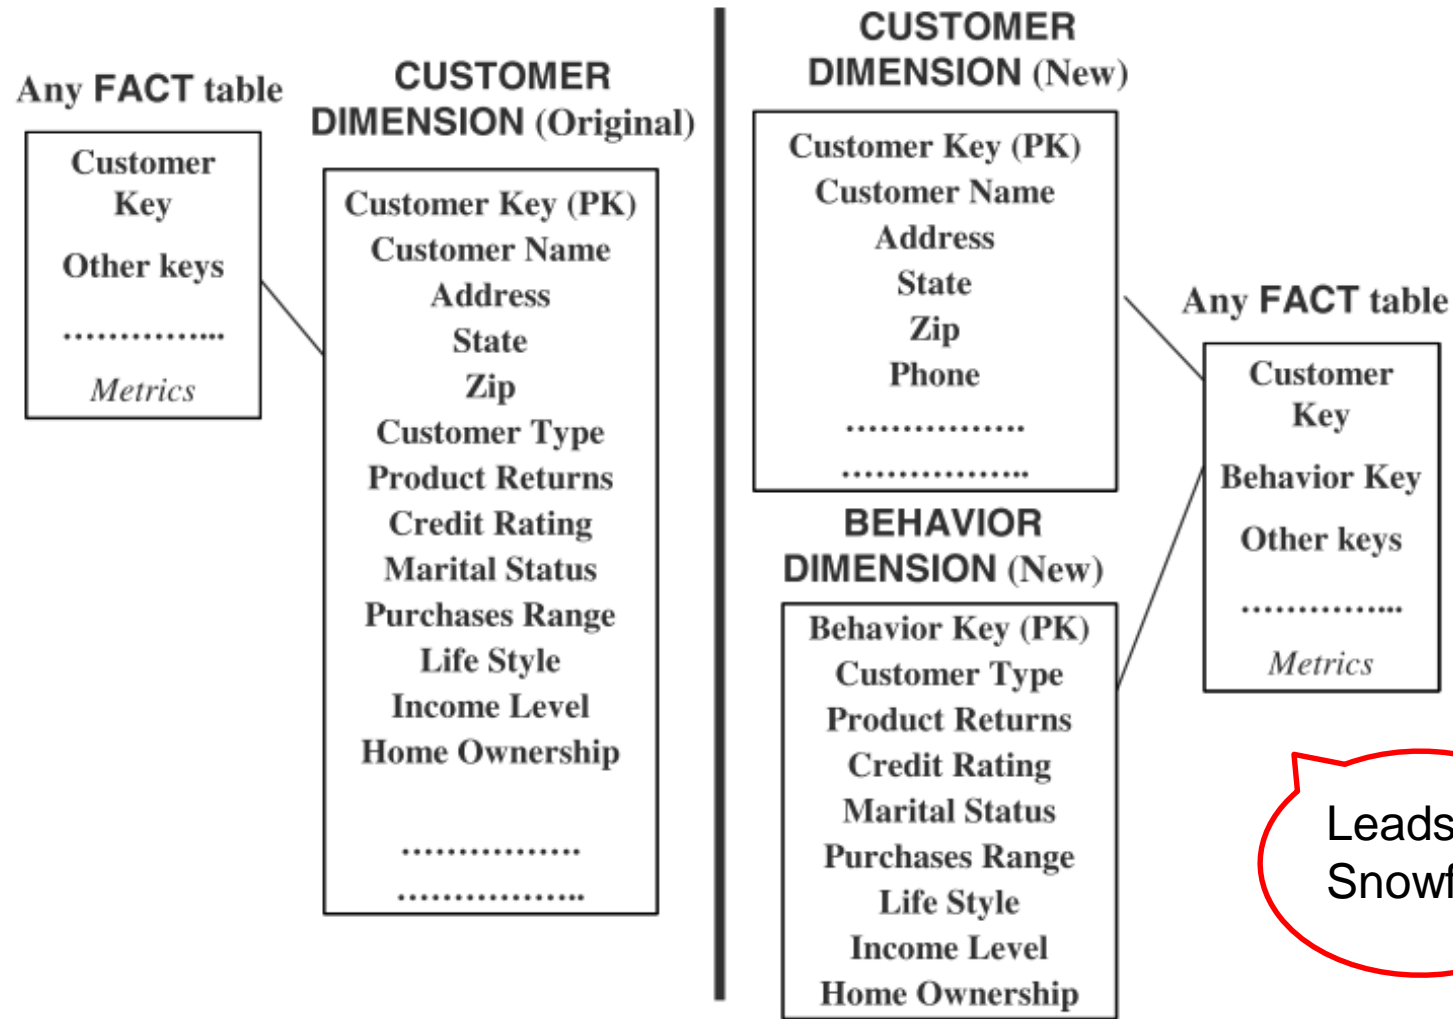 Any FACT table
Customer
Key
Other keys
................
Metrics
CUSTOMER
DIMENSION (Original)
Customer Key (PK)
Customer Name
Address
State
Zip
Customer Type
Product Returns
Credit Rating
Marital Status
Purchases Range
Life Style
Income Level
Home Ownership
................
..................
CUSTOMER
DIMENSION (New)
Customer Key (PK)
Customer Name
Address
State
Zip
Phone
................
..................
BEHAVIOR
DIMENSION (New)
Behavior Key (PK)
Customer Type
Product Returns
Credit Rating
Marital Status
Purchases Range
Life Style
Income Level
Home Ownership
Any FACT table
Customer
Key
Behavior Key
Other keys
................
Metrics
Leads